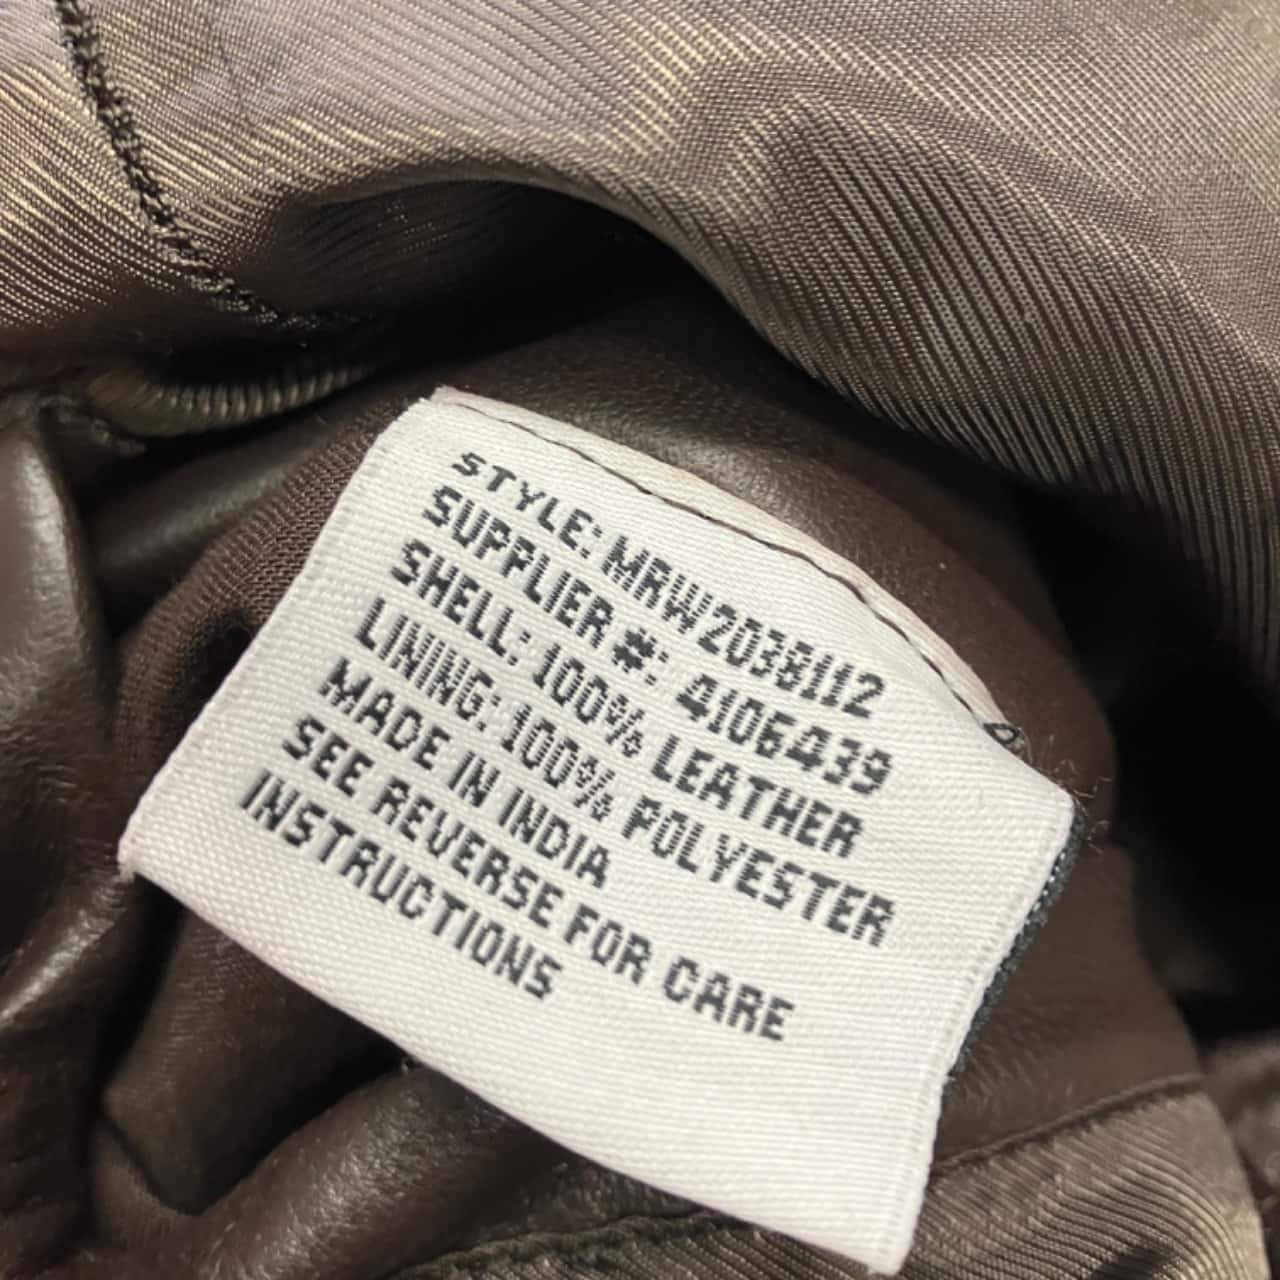 STYLE: MRW2038112
SUPPLIER #: 4106439
SHELL: 100% LEATHER
LINING: 100% POLYESTER
MADE IN INDIA
SEE REVERSE FOR CARE
INSTRUCTIONS